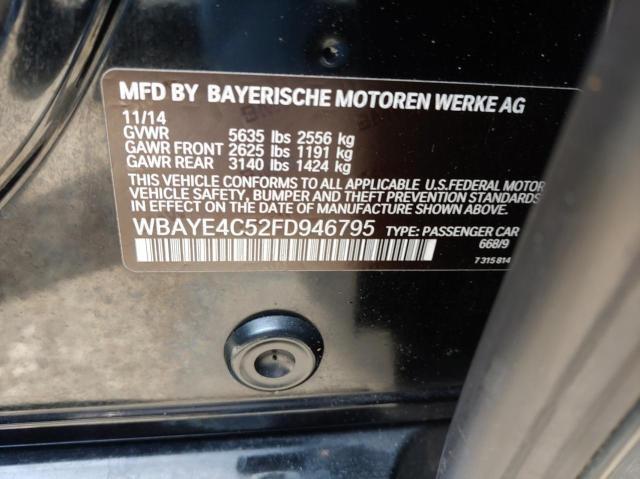 MFD BY BAYERISCHE MOTOREN WERKE AG
11/14
GVWR 5635 lbs 2556 kg
GAWR FRONT 2625 lbs 1191 kg
GAWR REAR 3140 lbs 1424 kg
THIS VEHICLE CONFORMS TO ALL APPLICABLE U.S.FEDERAL MOTOR
VEHICLE SAFETY, BUMPER AND THEFT PREVENTION STANDARDS
IN EFFECT ON THE DATE OF MANUFACTURE SHOWN ABOVE.
WBAYE4C52FD946795 TYPE: PASSENGER CAR
668/9
7 315 814